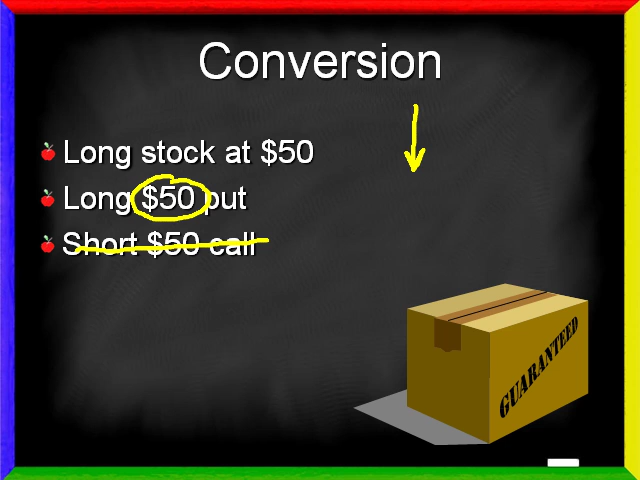 Conversion
Long stock at $50
Long $50 put
Short $50 call
GUARANTEED